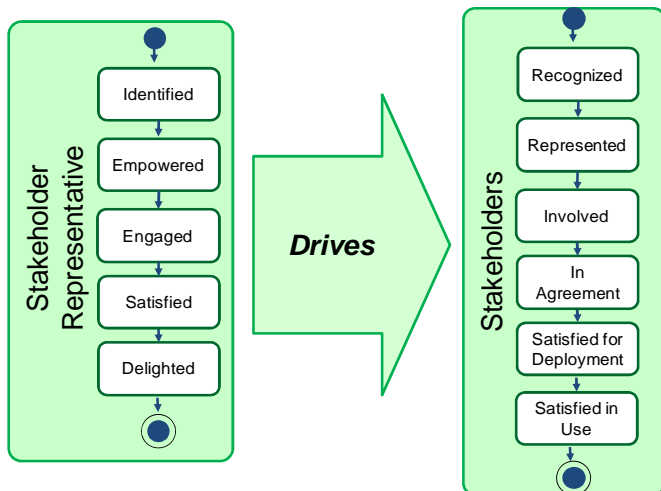 Stakeholder
Representative
Identified
Empowered
Engaged
Satisfied
Delighted
Drives
Stakeholders
Recognized
Represented
Involved
In
Agreement
Satisfied for
Deployment
Satisfied in
Use